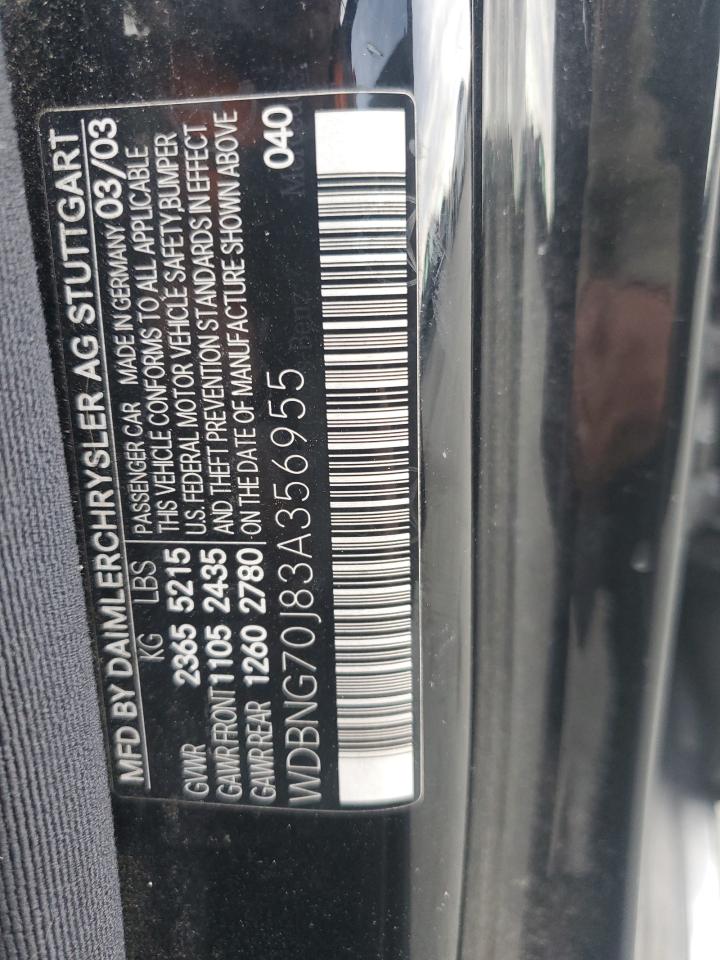 MFD BY DAIMLERCHRYSLER AG STUTTGART
KG LBS PASSENGER CAR MADE IN GERMANY 03/03
GVWR 2365 5215 THIS VEHICLE CONFORMS TO ALL APPLICABLE
U.S. FEDERAL MOTOR VEHICLE SAFETY BUMPER
GAWR FRONT 1105 2435 AND THEFT PREVENTION STANDARDS IN EFFECT
GAWR REAR 1260 2780 ON THE DATE OF MANUFACTURE SHOWN ABOVE
WDBNG70J83A356955 040